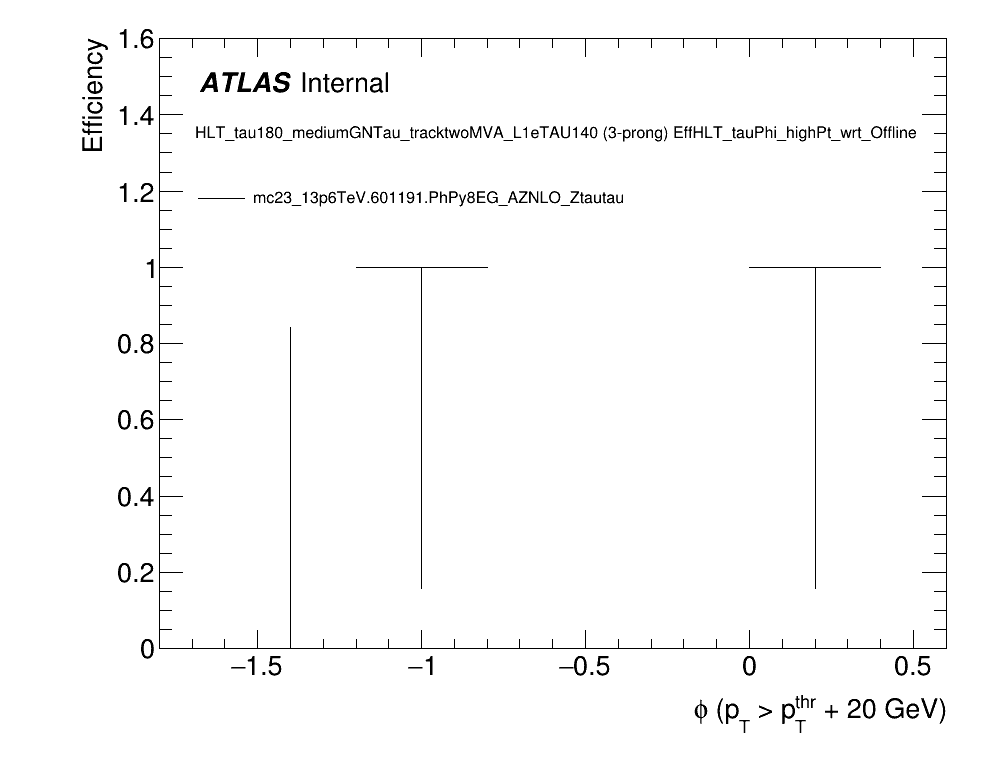 Efficiency
1.6
1.4
1.2
1
0.8
0.6
0.4
0.2
0
ATLAS Internal
HLT_tau180_mediumGNTau_tracktwoMVA_L1eTAU140 (3-prong) EffHLT_tauPhi_highPt_wrt_Offline
mc23_13p6TeV.601191.PhPy8EG_AZNLO_Ztautau
−1.5 −1 −0.5 0 0.5
ϕ (p_T > p_T^thr + 20 GeV)